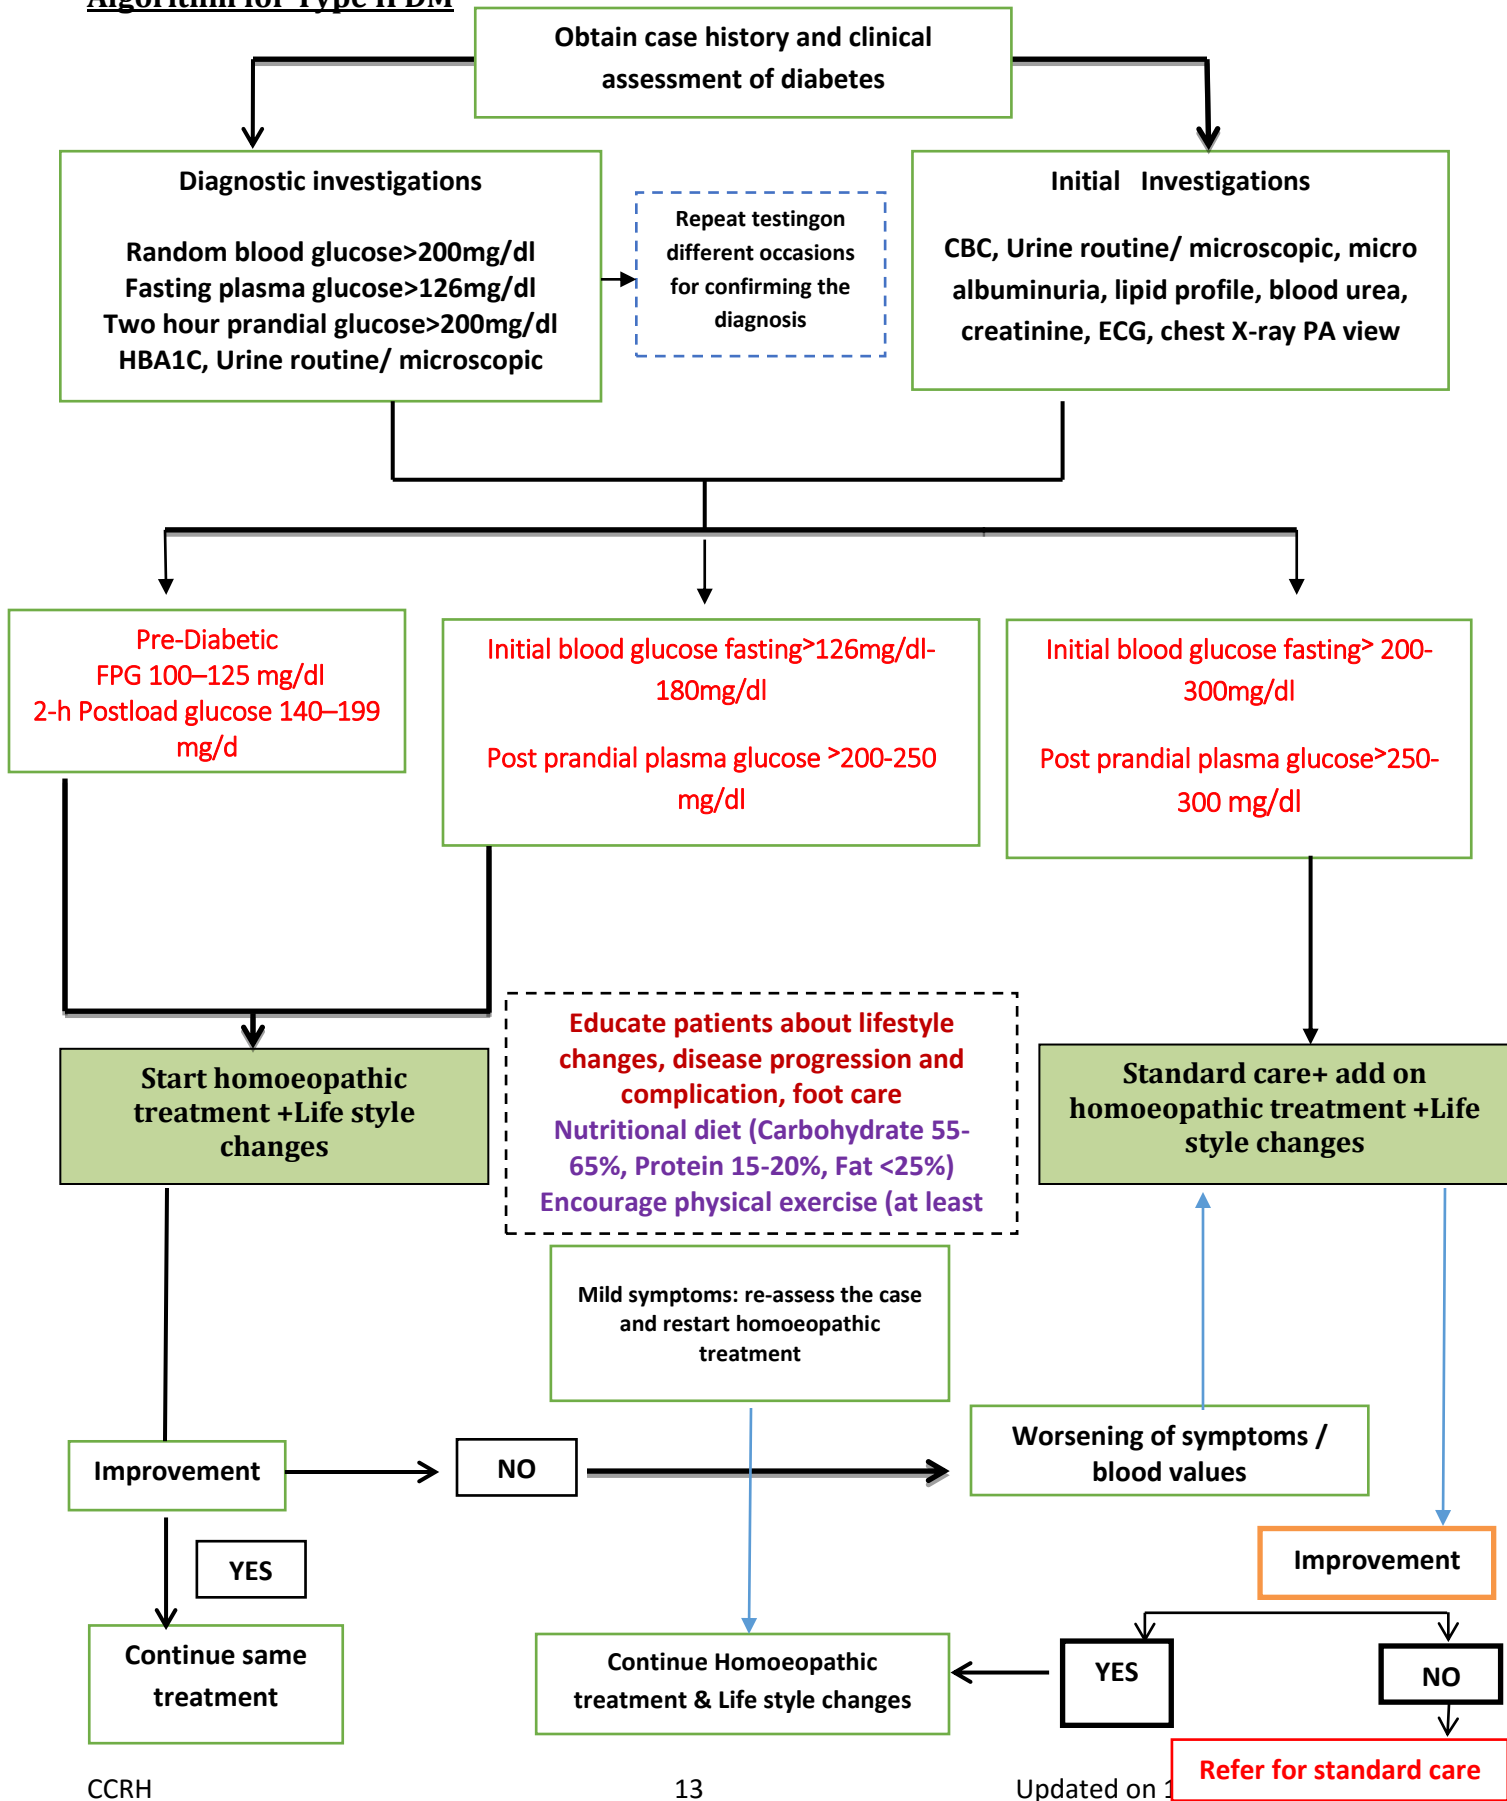 Algorithm for Type II DM
Obtain case history and clinical
assessment of diabetes
Diagnostic investigations
Random blood glucose>200mg/dl
Fasting plasma glucose>126mg/dl
Two hour prandial glucose>200mg/dl
HBA1C, Urine routine/ microscopic
Repeat testingon
different occasions
for confirming the
diagnosis
Initial Investigations
CBC, Urine routine/ microscopic, micro
albuminuria, lipid profile, blood urea,
creatinine, ECG, chest X-ray PA view
Pre-Diabetic
FPG 100–125 mg/dl
2-h Postload glucose 140–199
mg/d
Initial blood glucose fasting>126mg/dl-
180mg/dl
Post prandial plasma glucose >200-250
mg/dl
Initial blood glucose fasting> 200-
300mg/dl
Post prandial plasma glucose>250-
300 mg/dl
Start homoeopathic
treatment +Life style
changes
Educate patients about lifestyle
changes, disease progression and
complication, foot care
Nutritional diet (Carbohydrate 55-
65%, Protein 15-20%, Fat <25%)
Encourage physical exercise (at least
Standard care+ add on
homoeopathic treatment +Life
style changes
Mild symptoms: re-assess the case
and restart homoeopathic
treatment
Improvement
NO
Worsening of symptoms /
blood values
YES
Improvement
Continue same
treatment
Continue Homoeopathic
treatment & Life style changes
YES
NO
Refer for standard care
CCRH
13
Updated on